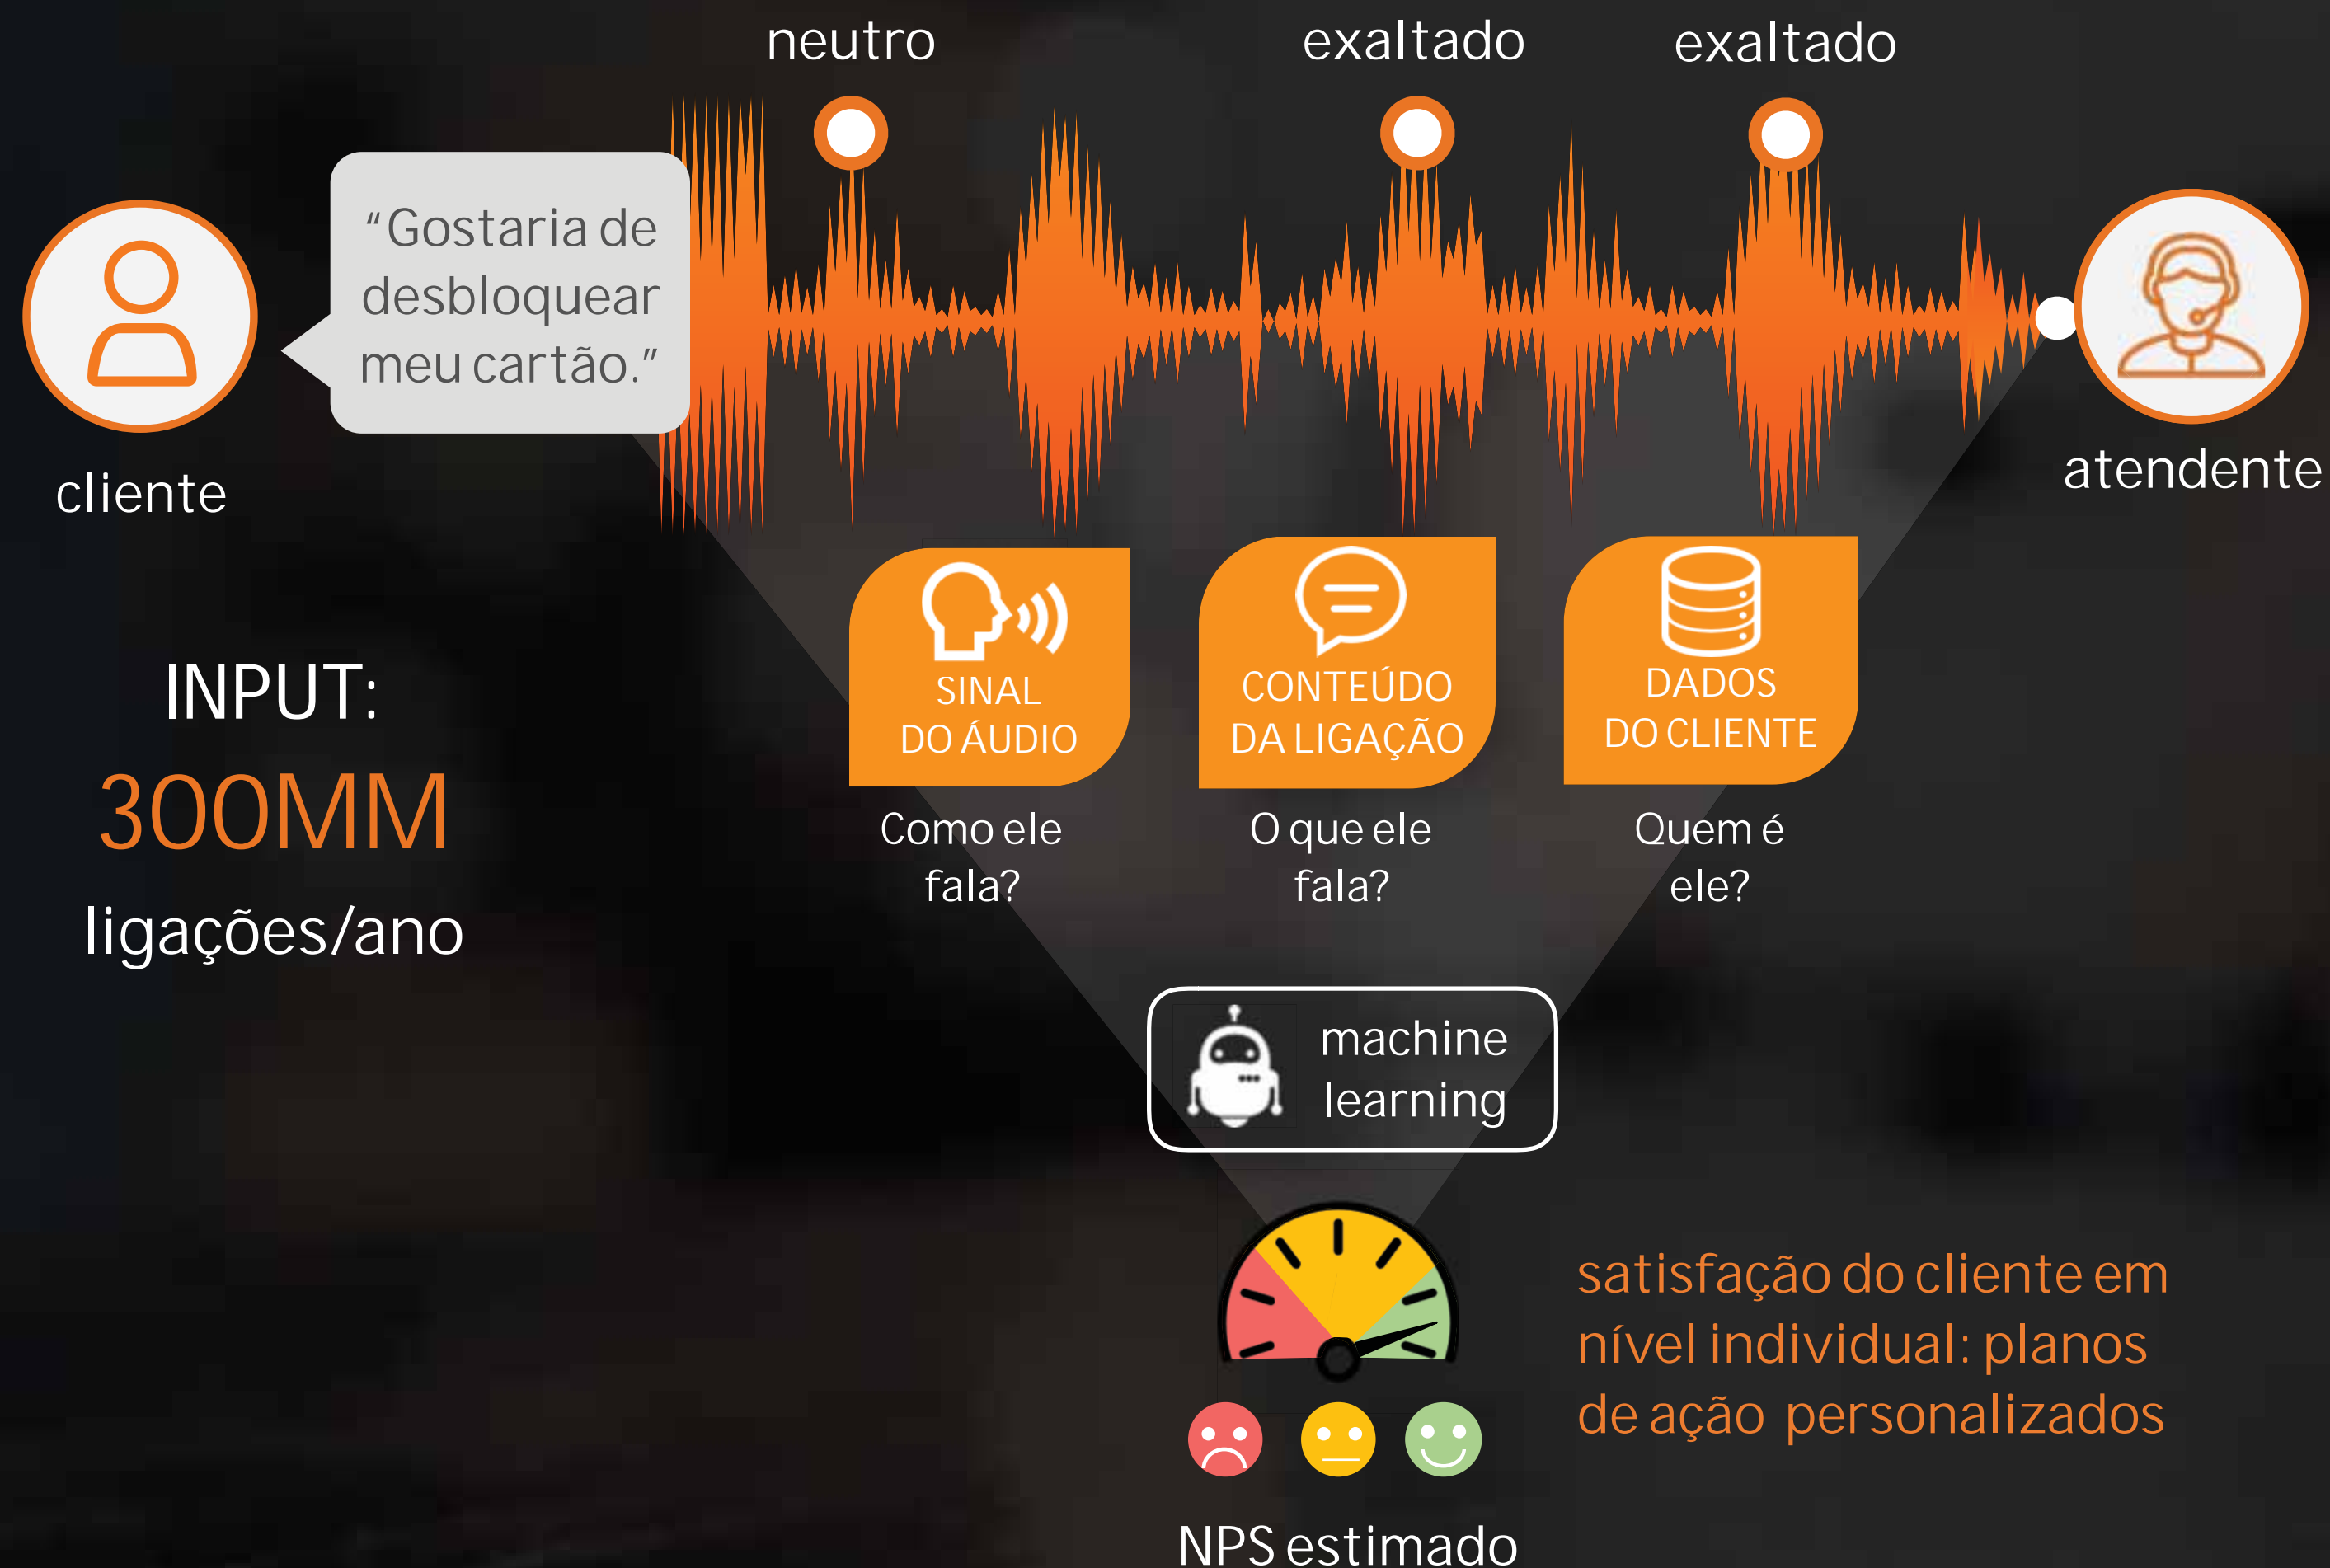 neutro
exaltado
exaltado
“Gostaria de
desbloquear
meu cartão.”
cliente
atendente
INPUT:
300MM
ligações/ano
SINAL
DO ÁUDIO
Como ele
fala?
CONTEÚDO
DA LIGAÇÃO
O que ele
fala?
DADOS
DO CLIENTE
Quem é
ele?
machine
learning
satisfação do cliente em
nível individual: planos
de ação personalizados
NPS estimado